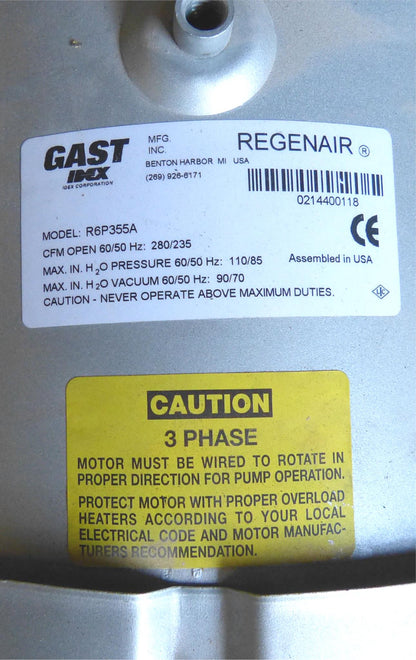 GAST
IDEX
IDEX CORPORATION
MFG.
INC.
BENTON HARBOR MI USA
(269) 926-6171
REGENAIR ®
0214400118
MODEL: R6P355A
CFM OPEN 60/50 Hz: 280/235
MAX. IN. H₂O PRESSURE 60/50 Hz: 110/85
MAX. IN. H₂O VACUUM 60/50 Hz: 90/70
CAUTION - NEVER OPERATE ABOVE MAXIMUM DUTIES.
CE
Assembled in USA
CAUTION
3 PHASE
MOTOR MUST BE WIRED TO ROTATE IN
PROPER DIRECTION FOR PUMP OPERATION.
PROTECT MOTOR WITH PROPER OVERLOAD
HEATERS ACCORDING TO YOUR LOCAL
ELECTRICAL CODE AND MOTOR MANUFAC-
TURERS RECOMMENDATION.